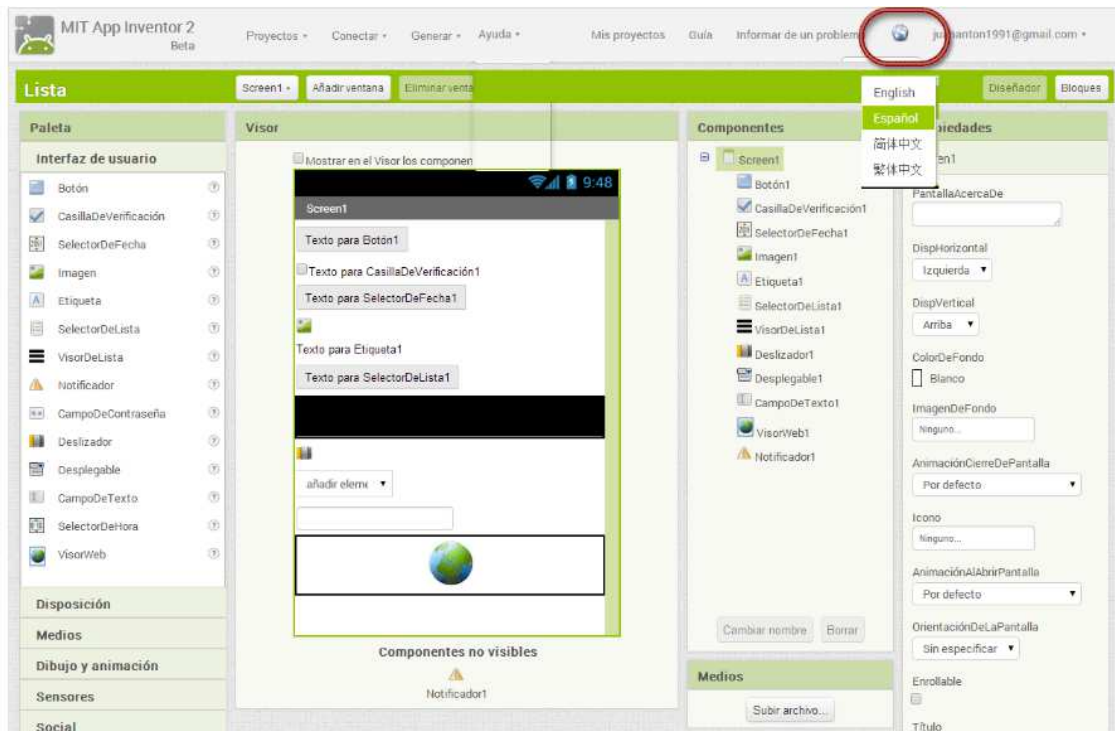 MIT App Inventor 2
Beta
Proyectos
Conectar
Generar
Ayuda
Mis proyectos
Guía
Informar de un problem
anton1991@gmail.com
Lista
Screen1
Añadir ventana
Eliminar venta
English
Español
简体中文
繁体中文
Diseñador
Bloques
Paleta
Interfaz de usuario
Botón
CasillaDeVerificación
SelectorDeFecha
Imagen
Etiqueta
SelectorDeLista
VisorDeLista
Notificador
CampoDeContraseña
Deslizador
Desplegable
CampoDeTexto
SelectorDeHora
VisorWeb
Disposición
Medios
Dibujo y animación
Sensores
Social
Visor
Mostrar en el Visor los componen
9:48
Screen1
Texto para Botón1
Texto para CasillaDeVerificación1
Texto para SelectorDeFecha1
Texto para Etiqueta1
Texto para SelectorDeLista1
añadir eleme
Componentes no visibles
Notificador1
Componentes
Screen1
Botón1
CasillaDeVerificación1
SelectorDeFecha1
Imagen1
Etiqueta1
SelectorDeLista1
VisorDeLista1
Deslizador1
Desplegable1
CampoDeTexto1
VisorWeb1
Notificador1
Cambiar nombre
Borrar
Medios
Subir archivo...
piedades
en1
PantallaAcercaDe
DispHorizontal
Izquierda
DispVertical
Arriba
ColorDeFondo
Blanco
ImagenDeFondo
Ninguno...
AnimaciónCierreDePantalla
Por defecto
Icono
Ninguno...
AnimaciónAlAbrirPantalla
Por defecto
OrientaciónDeLaPantalla
Sin especificar
Enrollable
Título